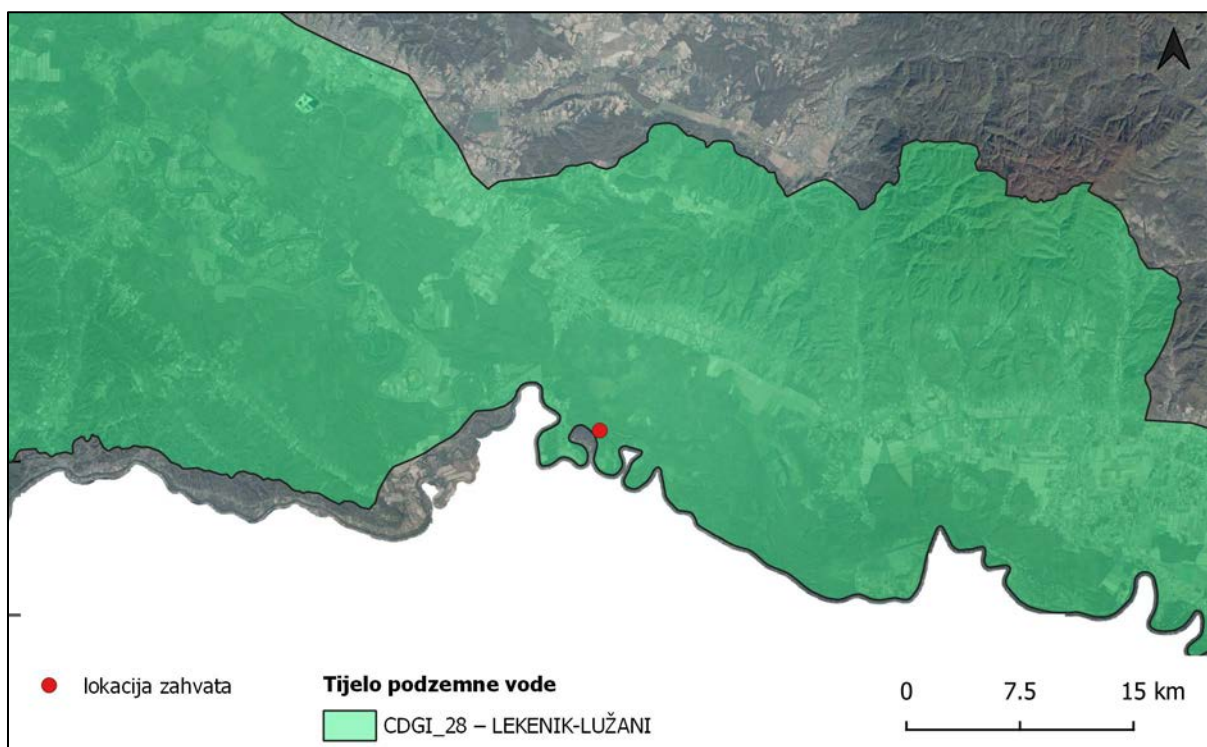 lokacija zahvata
Tijelo podzemne vode
CDGI_28 – LEKENIK-LUŽANI
0 7.5 15 km